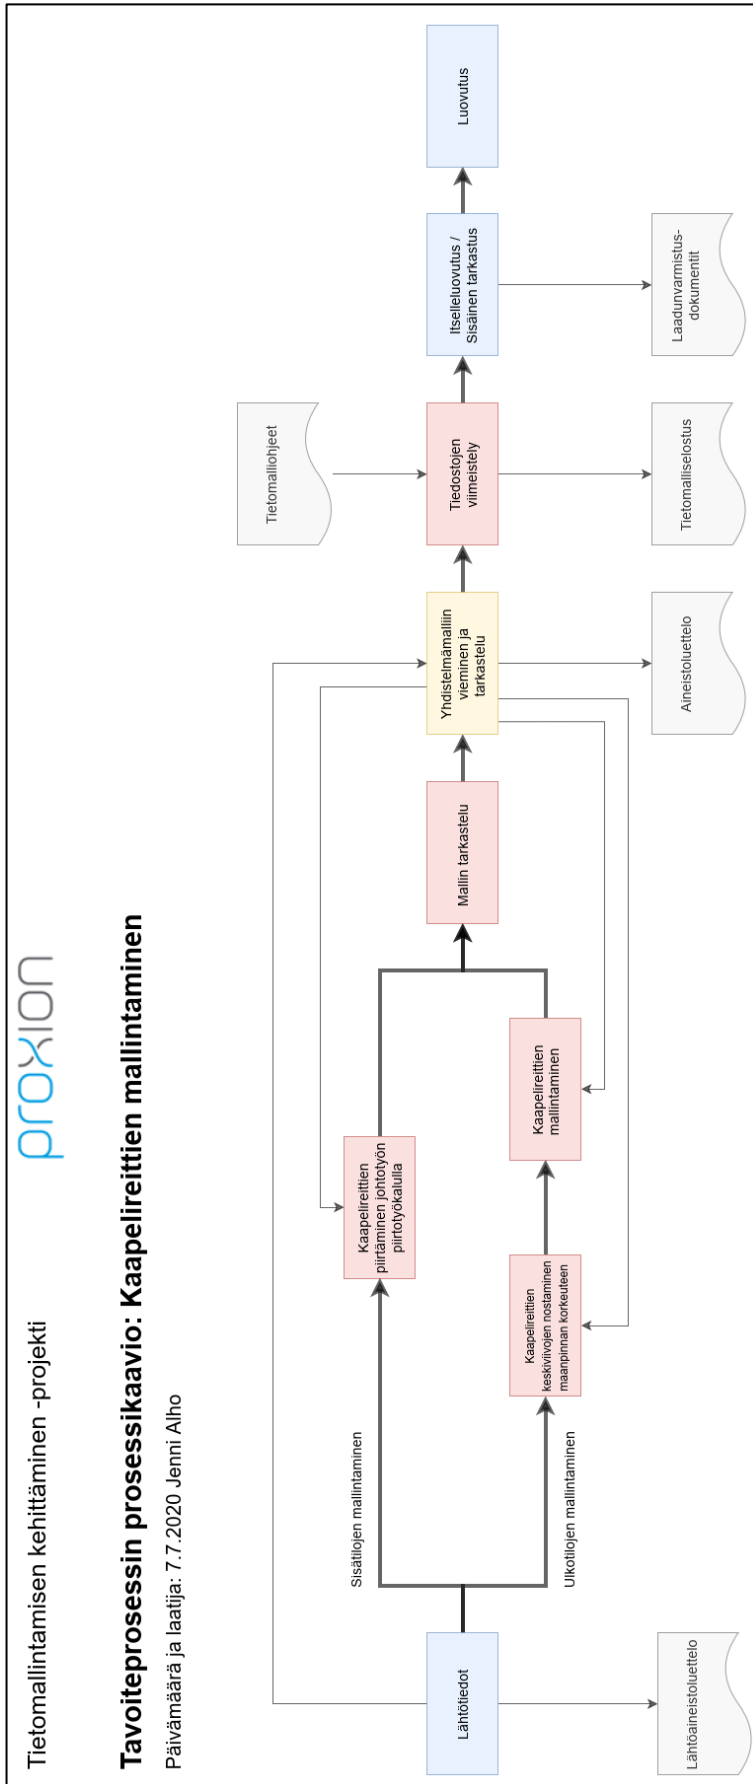 Tietomallintamisen kehittäminen -projekti
proxion
Tavoiteprosessin prosessikaavio: Kaapelireittien mallintaminen
Päivämäärä ja laatija: 7.7.2020 Jenni Alho
Lähtötiedot
Lähtöaineistoluettelo
Sisätilojen mallintaminen
Ulkotilojen mallintaminen
Kaapelireittien
piirtäminen johtotyön
piirtotyökalulla
Kaapelireittien
keskiviivojen nostaminen
maanpinnan korkeuteen
Kaapelireittien
mallintaminen
Mallin tarkastelu
Yhdistelmämalliin
vieminen ja
tarkastelu
Aineistoluettelo
Tietomalliohjeet
Tiedostojen
viimeistely
Tietomalliselostus
Itselleluovutus /
Sisäinen tarkastus
Laadunvarmistus-
dokumentit
Luovutus